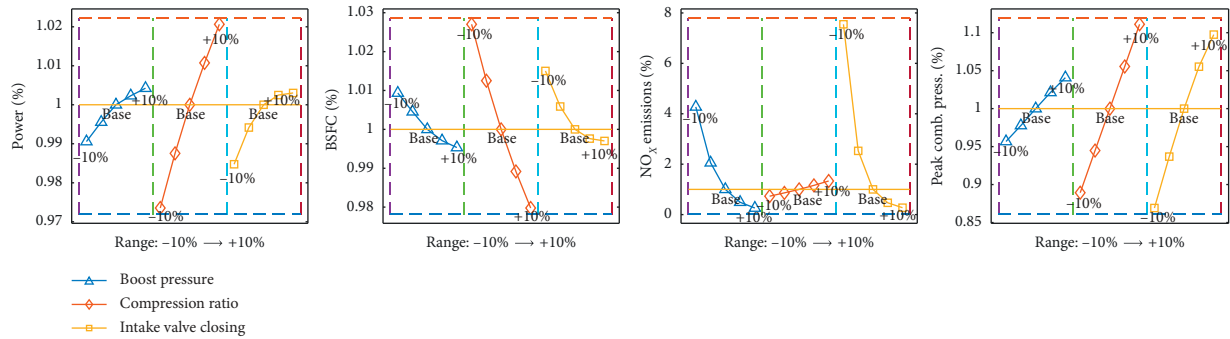 Power (%)
1.02
1.01
1
0.99
0.98
0.97
–10%
Base
+10%
–10%
Base
+10%
–10%
Base
+10%
Range: –10% ⟶ +10%
BSFC (%)
1.03
1.02
1.01
1
0.99
0.98
–10%
Base
+10%
–10%
Base
+10%
–10%
Base
+10%
Range: –10% ⟶ +10%
NOX emissions (%)
8
6
4
2
0
–10%
Base
+10%
–10%
Base
+10%
–10%
Base
+10%
Range: –10% ⟶ +10%
Peak comb. press. (%)
1.1
1.05
1
0.95
0.9
0.85
–10%
Base
+10%
–10%
Base
+10%
–10%
Base
+10%
Range: –10% ⟶ +10%
Boost pressure
Compression ratio
Intake valve closing